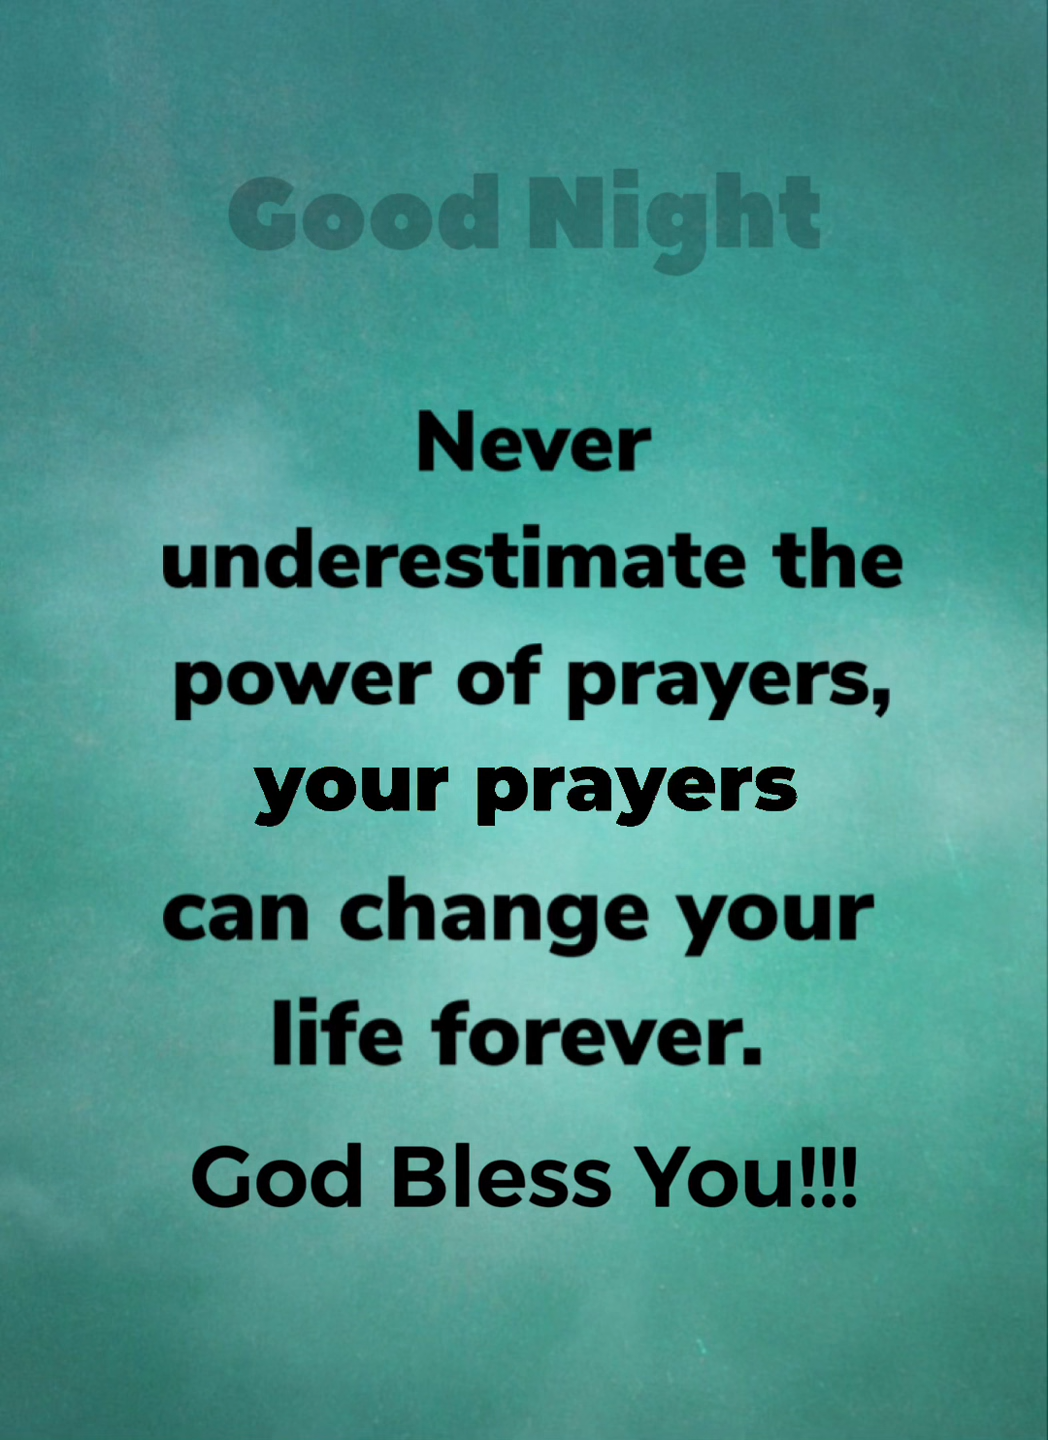 Good Night
Never
underestimate the
power of prayers,
your prayers
can change your
life forever.
God Bless You!!!